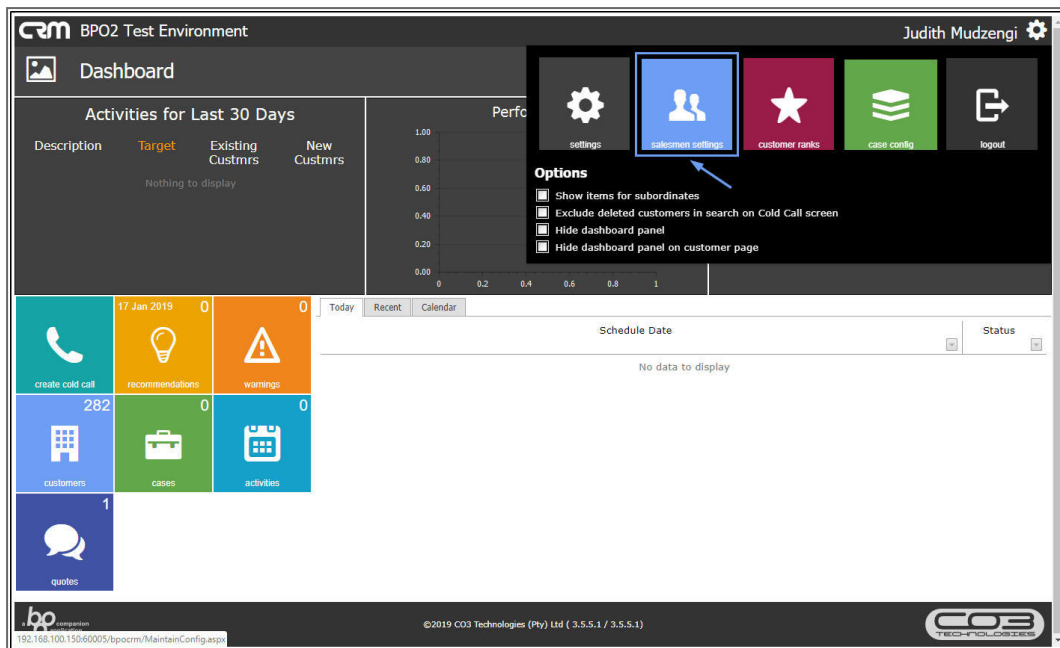 CRM BPO2 Test Environment
Judith Mudzengi
Dashboard
settings
salesmen settings
customer ranks
case config
logout
Options
Show items for subordinates
Exclude deleted customers in search on Cold Call screen
Hide dashboard panel
Hide dashboard panel on customer page
Activities for Last 30 Days
Description Target Existing Custmrs New Custmrs
Nothing to display
Perfo
1.00
0.80
0.60
0.40
0.20
0.00
0 0.2 0.4 0.6 0.8 1
create cold call
17 Jan 2019 0
recommendations
0
warnings
282
customers
0
cases
0
activities
1
quotes
Today Recent Calendar
Schedule Date Status
No data to display
a bp companion
©2019 CO3 Technologies (Pty) Ltd ( 3.5.5.1 / 3.5.5.1)
CO3
TECHNOLOGIES
192.168.100.150:60005/bpocrm/MaintainConfig.aspx